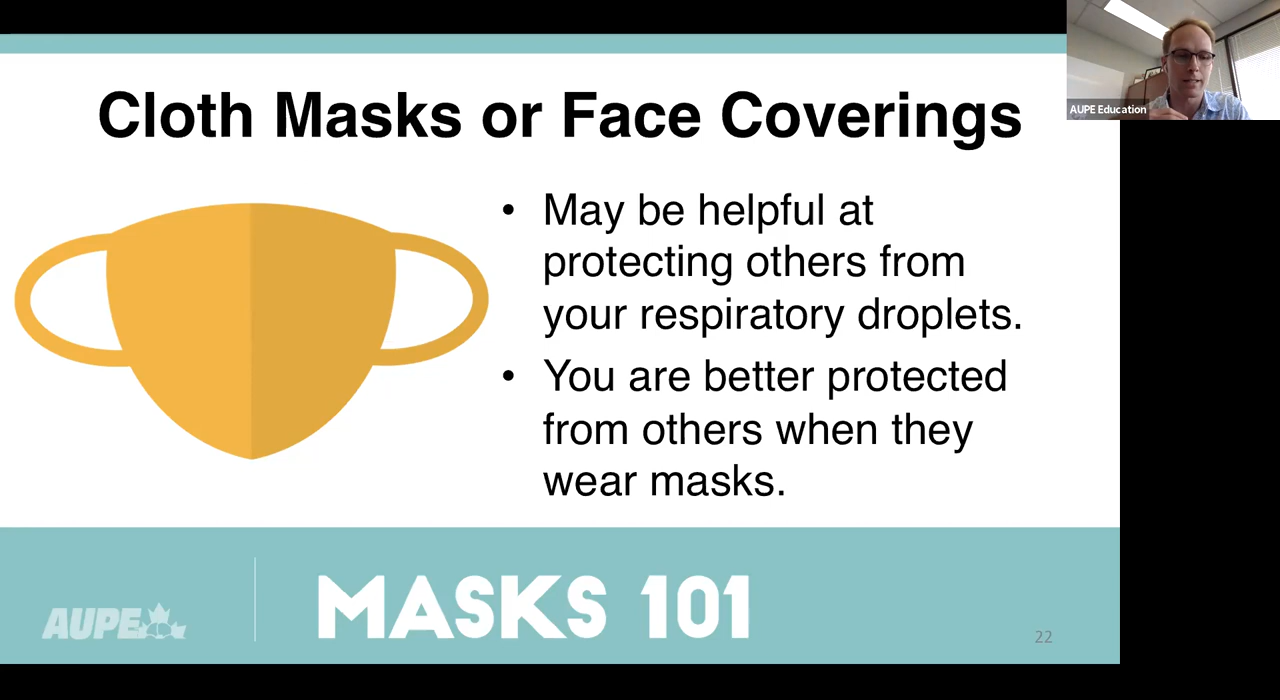 AUPE Education
Cloth Masks or Face Coverings
• May be helpful at
protecting others from
your respiratory droplets.
• You are better protected
from others when they
wear masks.
AUPE
MASKS 101
22